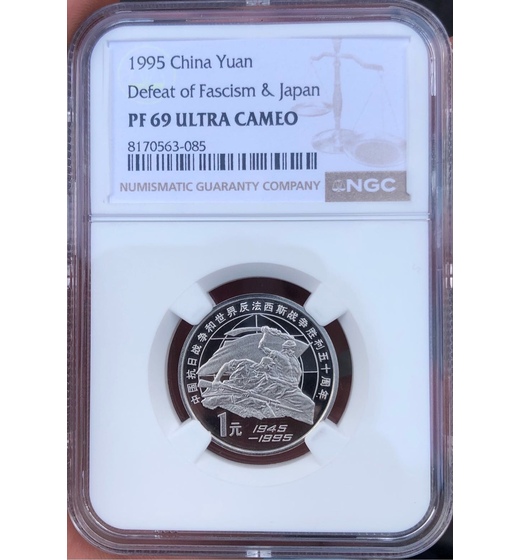 1995 China Yuan
Defeat of Fascism & Japan
PF 69 ULTRA CAMEO
8170563-085
NUMISMATIC GUARANTY COMPANY
NGC
中国抗日战争和世界反法西斯战争胜利五十周年
1元
1945
-1995